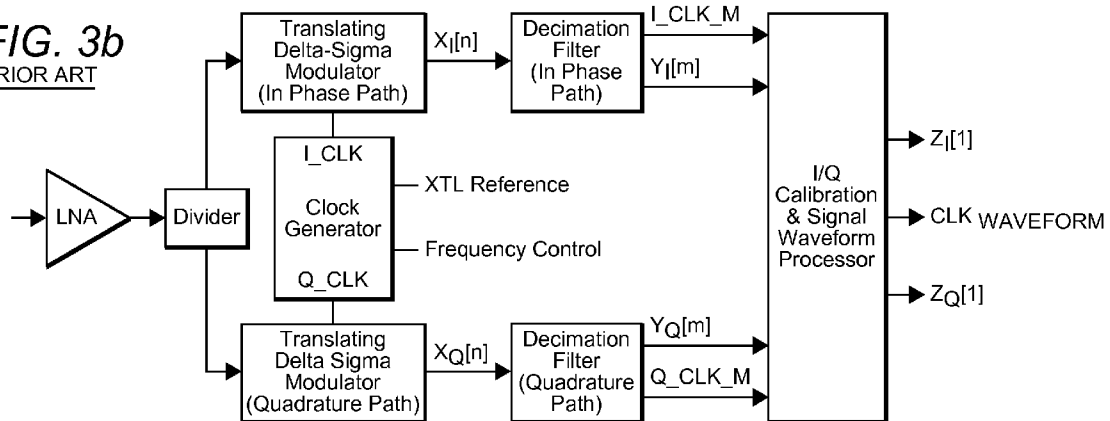 FIG. 3b
PRIOR ART
Translating
Delta-Sigma
Modulator
(In Phase Path)
X_I[n]
Decimation
Filter
(In Phase
Path)
I_CLK_M
Y_I[m]
LNA
Divider
I_CLK
Clock
Generator
Q_CLK
XTL Reference
Frequency Control
I/Q
Calibration
& Signal
Waveform
Processor
Z_I[1]
CLK WAVEFORM
Z_Q[1]
Translating
Delta Sigma
Modulator
(Quadrature Path)
X_Q[n]
Decimation
Filter
(Quadrature
Path)
Y_Q[m]
Q_CLK_M